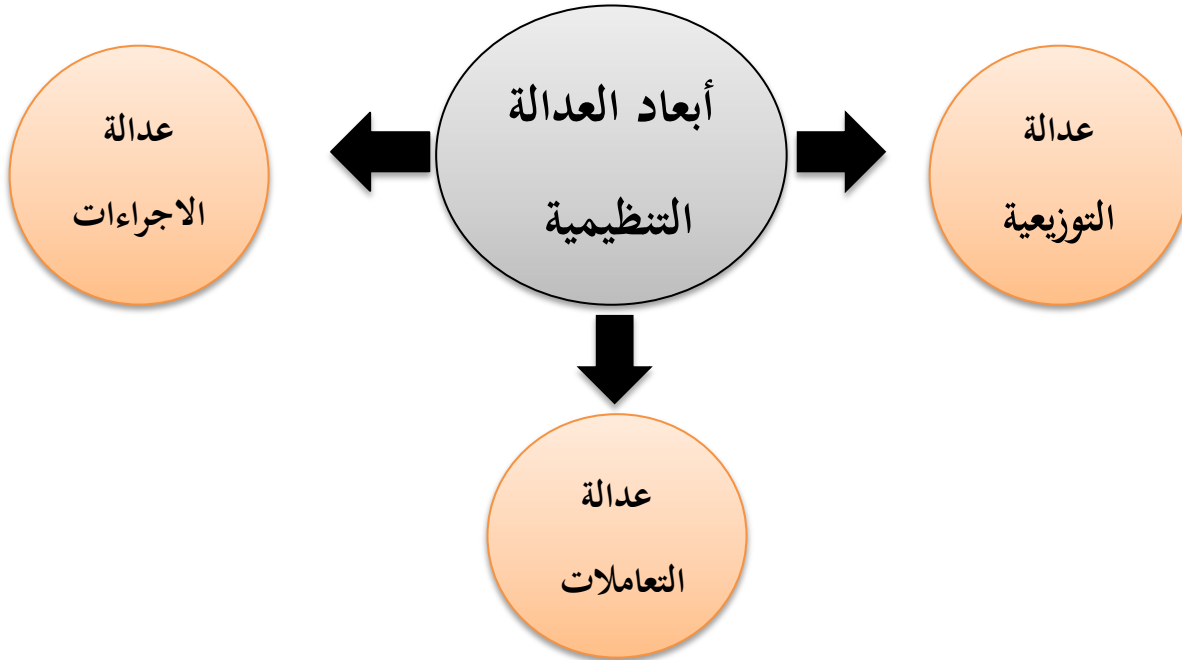 أبعاد العدالة
التنظيمية
عدالة
التوزيعية
عدالة
الاجراءات
عدالة
التعاملات